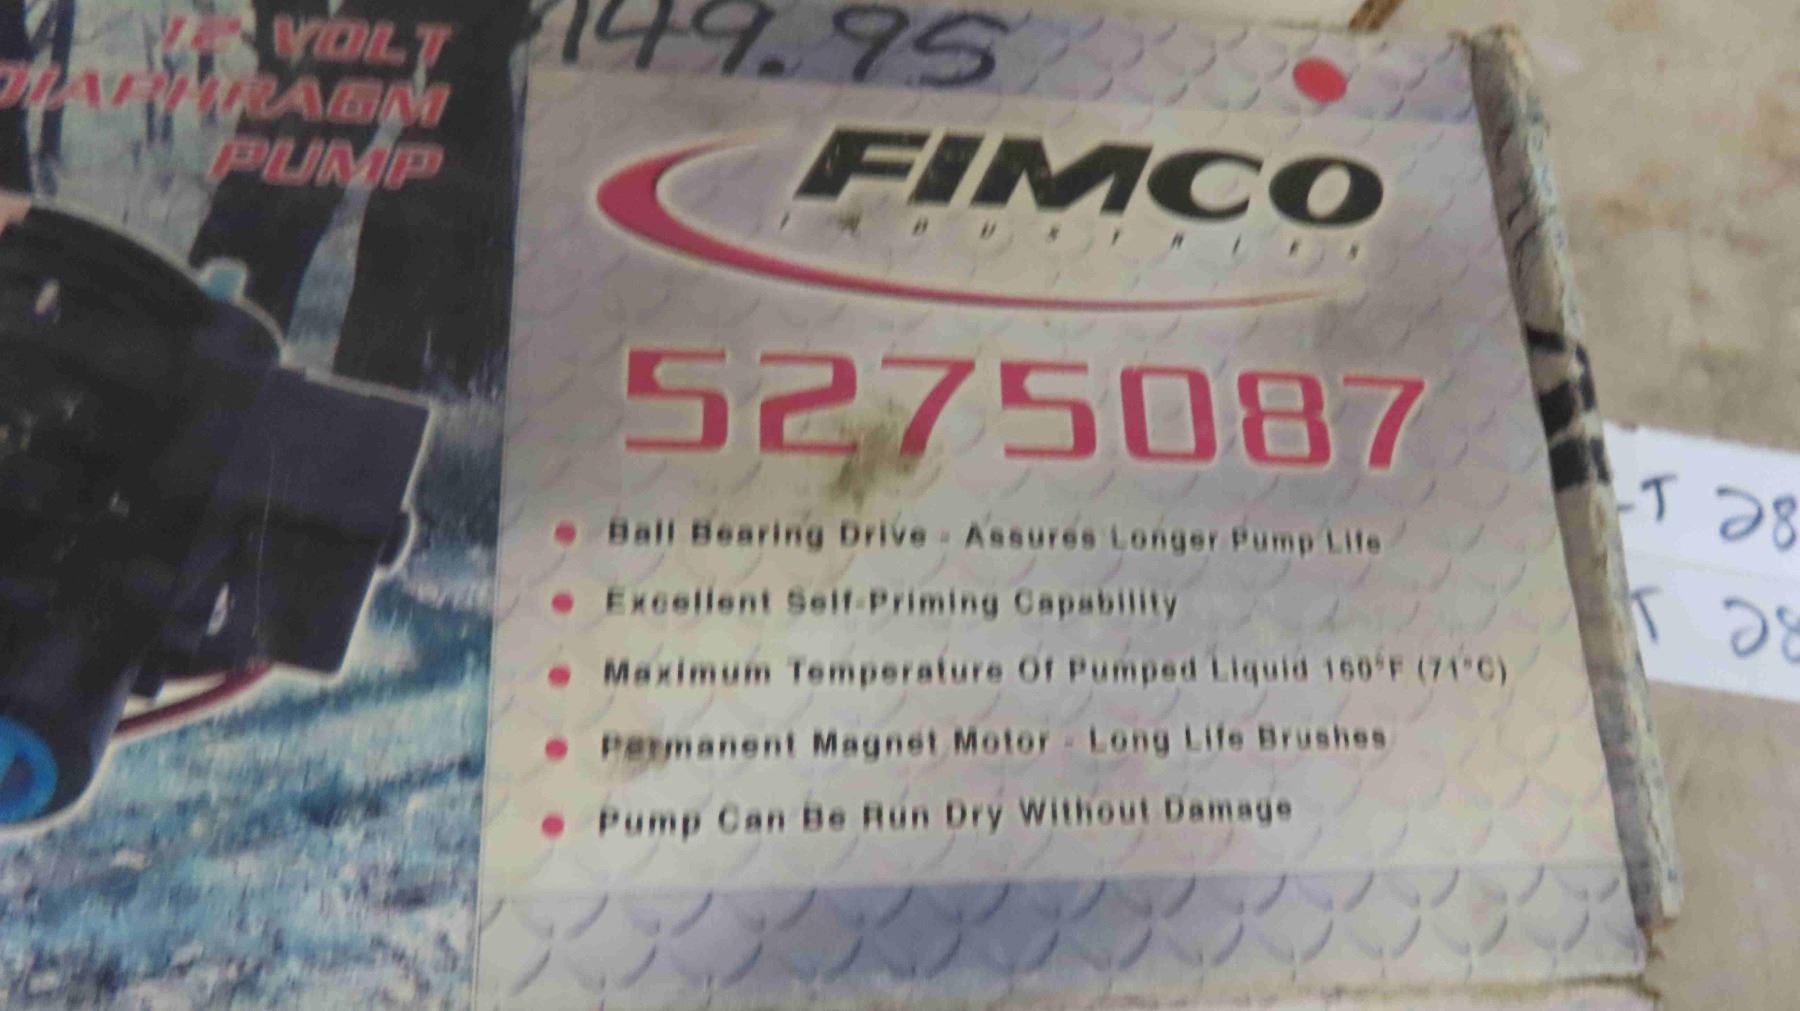 149.95
12 VOLT
DIAPHRAGM
PUMP
FIMCO
INDUSTRIES
5275087
Ball Bearing Drive - Assures Longer Pump Life
Excellent Self-Priming Capability
Maximum Temperature Of Pumped Liquid 160°F (71°C)
Permanent Magnet Motor - Long Life Brushes
Pump Can Be Run Dry Without Damage
-T 28
T 28